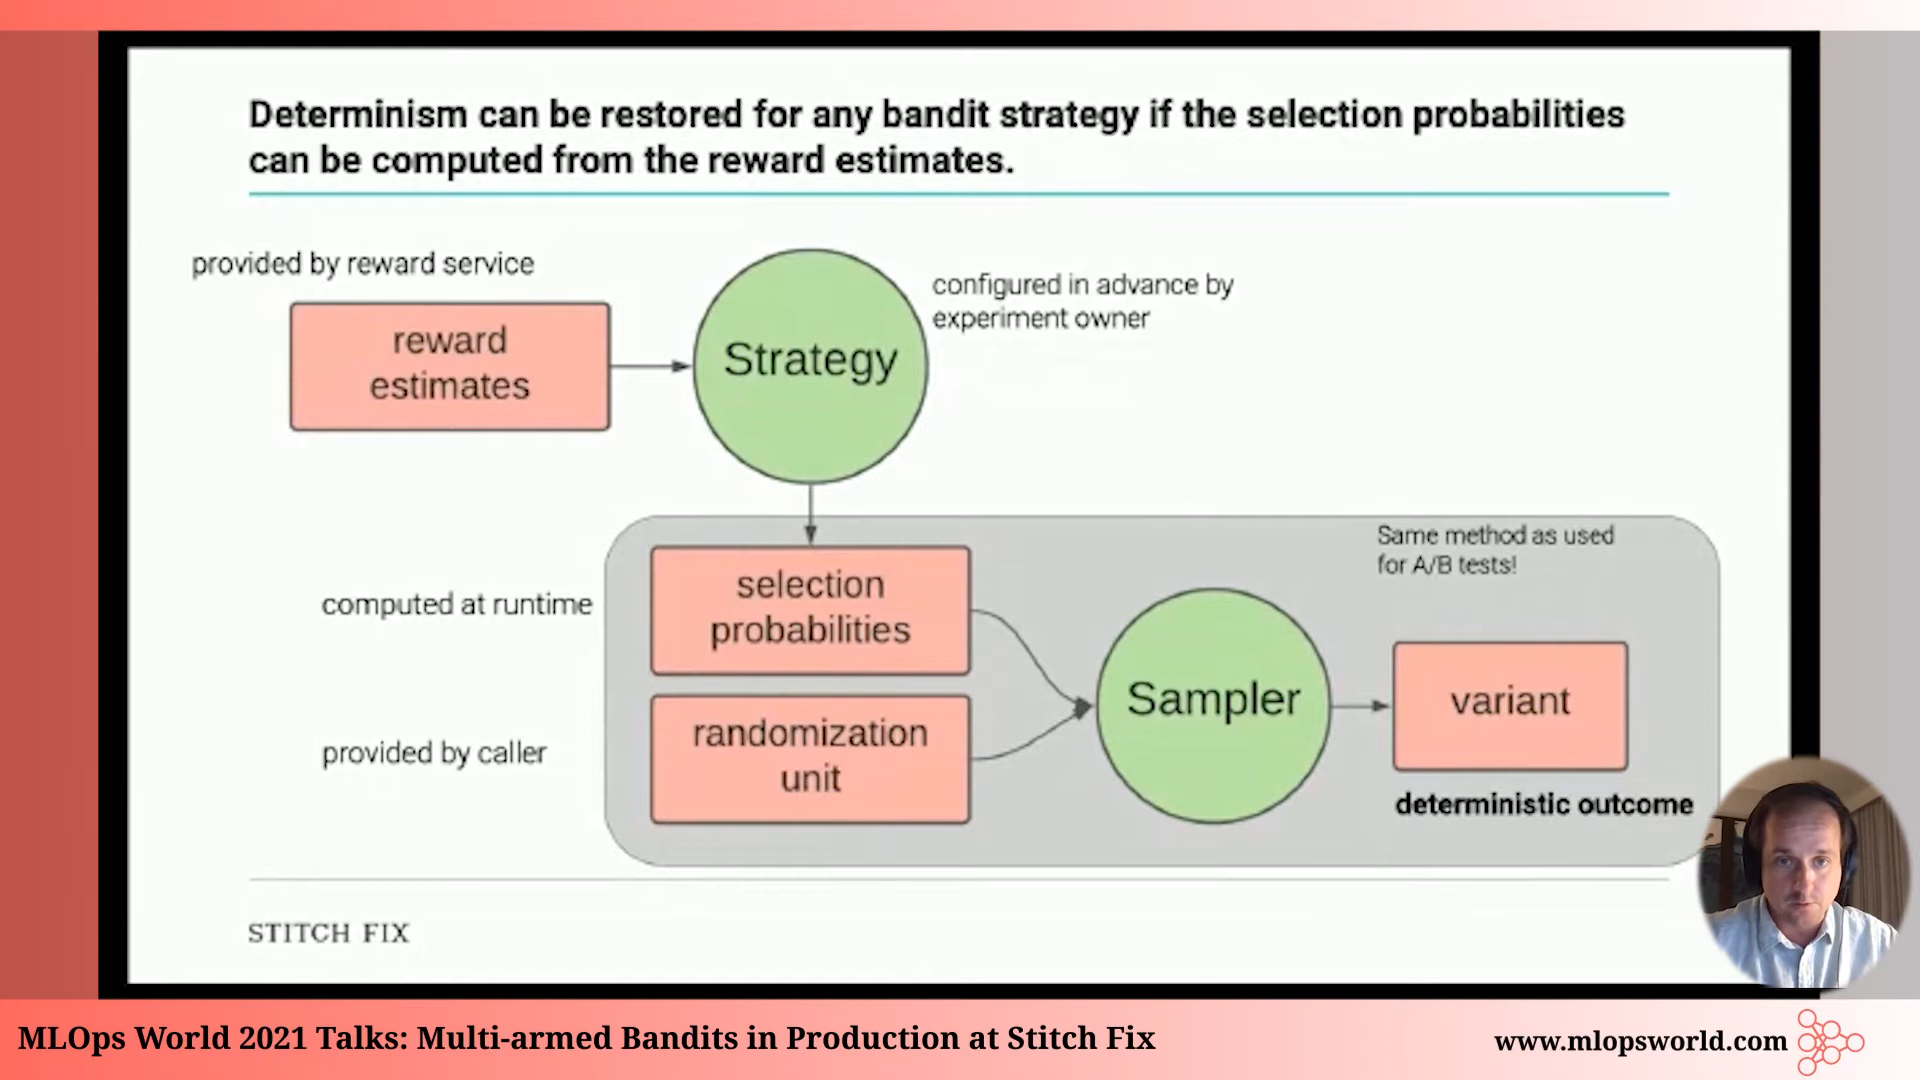 Determinism can be restored for any bandit strategy if the selection probabilities
can be computed from the reward estimates.
provided by reward service
reward
estimates
Strategy
configured in advance by
experiment owner
Same method as used
for A/B tests!
computed at runtime
selection
probabilities
provided by caller
randomization
unit
Sampler
variant
deterministic outcome
STITCH FIX
MLOps World 2021 Talks: Multi-armed Bandits in Production at Stitch Fix
www.mlopsworld.com